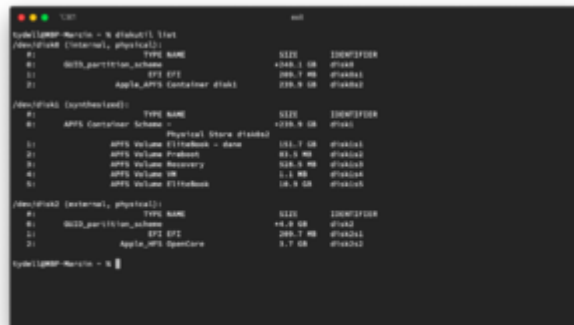 tydell@MBP-Marcin ~ % diskutil list
/dev/disk0 (internal, physical):
#: TYPE NAME SIZE IDENTIFIER
0: GUID_partition_scheme *240.1 GB disk0
1: EFI EFI 209.7 MB disk0s1
2: Apple_APFS Container disk1 239.9 GB disk0s2
/dev/disk1 (synthesized):
#: TYPE NAME SIZE IDENTIFIER
0: APFS Container Scheme - +239.9 GB disk1
Physical Store disk0s2
1: APFS Volume EliteBook - dane 151.7 GB disk1s1
2: APFS Volume Preboot 83.5 MB disk1s2
3: APFS Volume Recovery 528.5 MB disk1s3
4: APFS Volume VM 1.1 MB disk1s4
5: APFS Volume EliteBook 10.9 GB disk1s5
/dev/disk2 (external, physical):
#: TYPE NAME SIZE IDENTIFIER
0: GUID_partition_scheme *4.0 GB disk2
1: EFI EFI 209.7 MB disk2s1
2: Apple_HFS OpenCore 3.7 GB disk2s2
tydell@MBP-Marcin ~ %